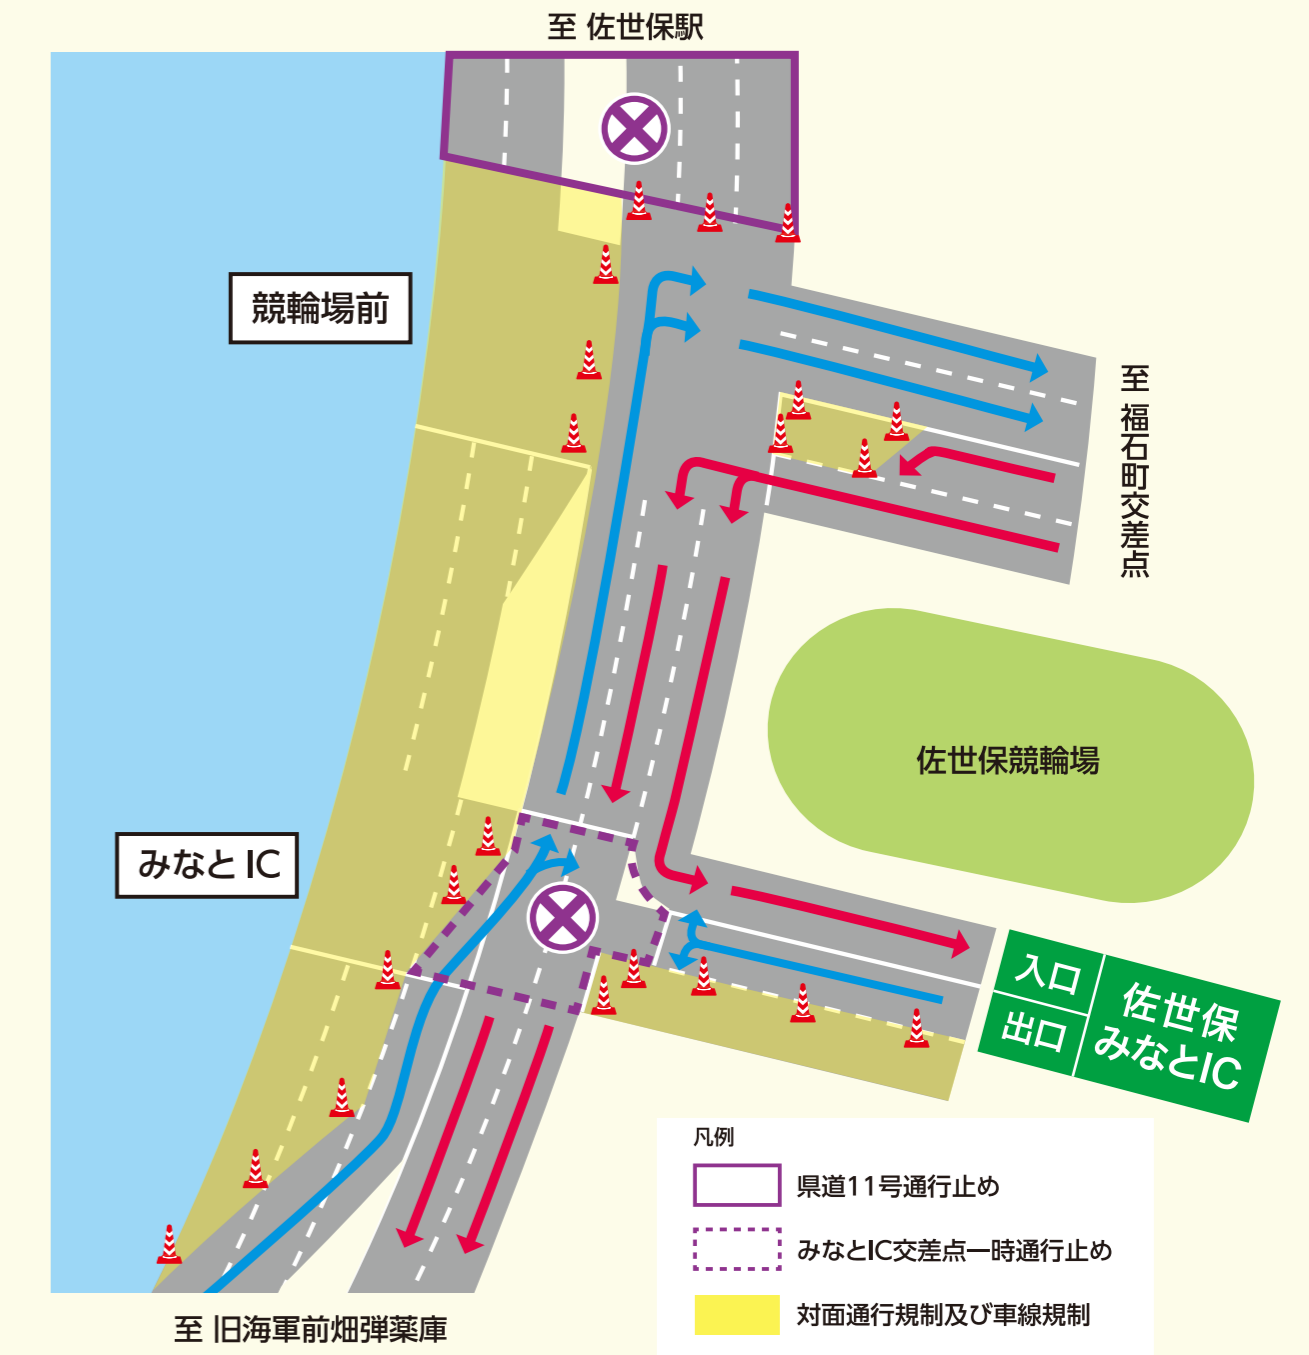 至 佐世保駅
競輪場前
至 福石町交差点
佐世保競輪場
みなと IC
入口
出口
佐世保
みなとIC
凡例
県道11号通行止め
みなとIC交差点一時通行止め
対面通行規制及び車線規制
至 旧海軍前畑弾薬庫